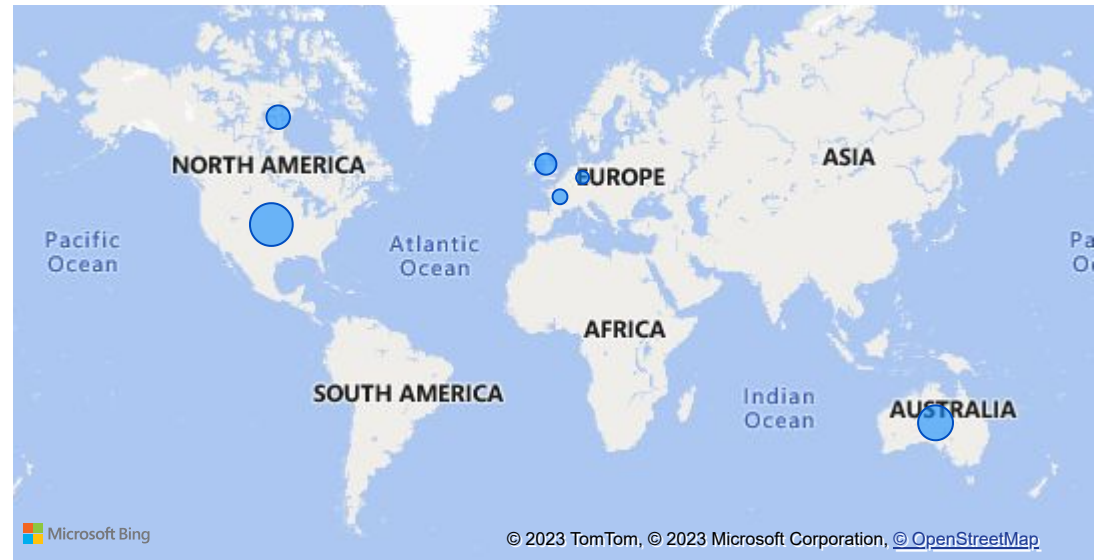 NORTH AMERICA
EUROPE
ASIA
Pacific
Ocean
Atlantic
Ocean
Pa
AFRICA
SOUTH AMERICA
Indian
Ocean
AUSTRALIA
Microsoft Bing
© 2023 TomTom, © 2023 Microsoft Corporation, © OpenStreetMap